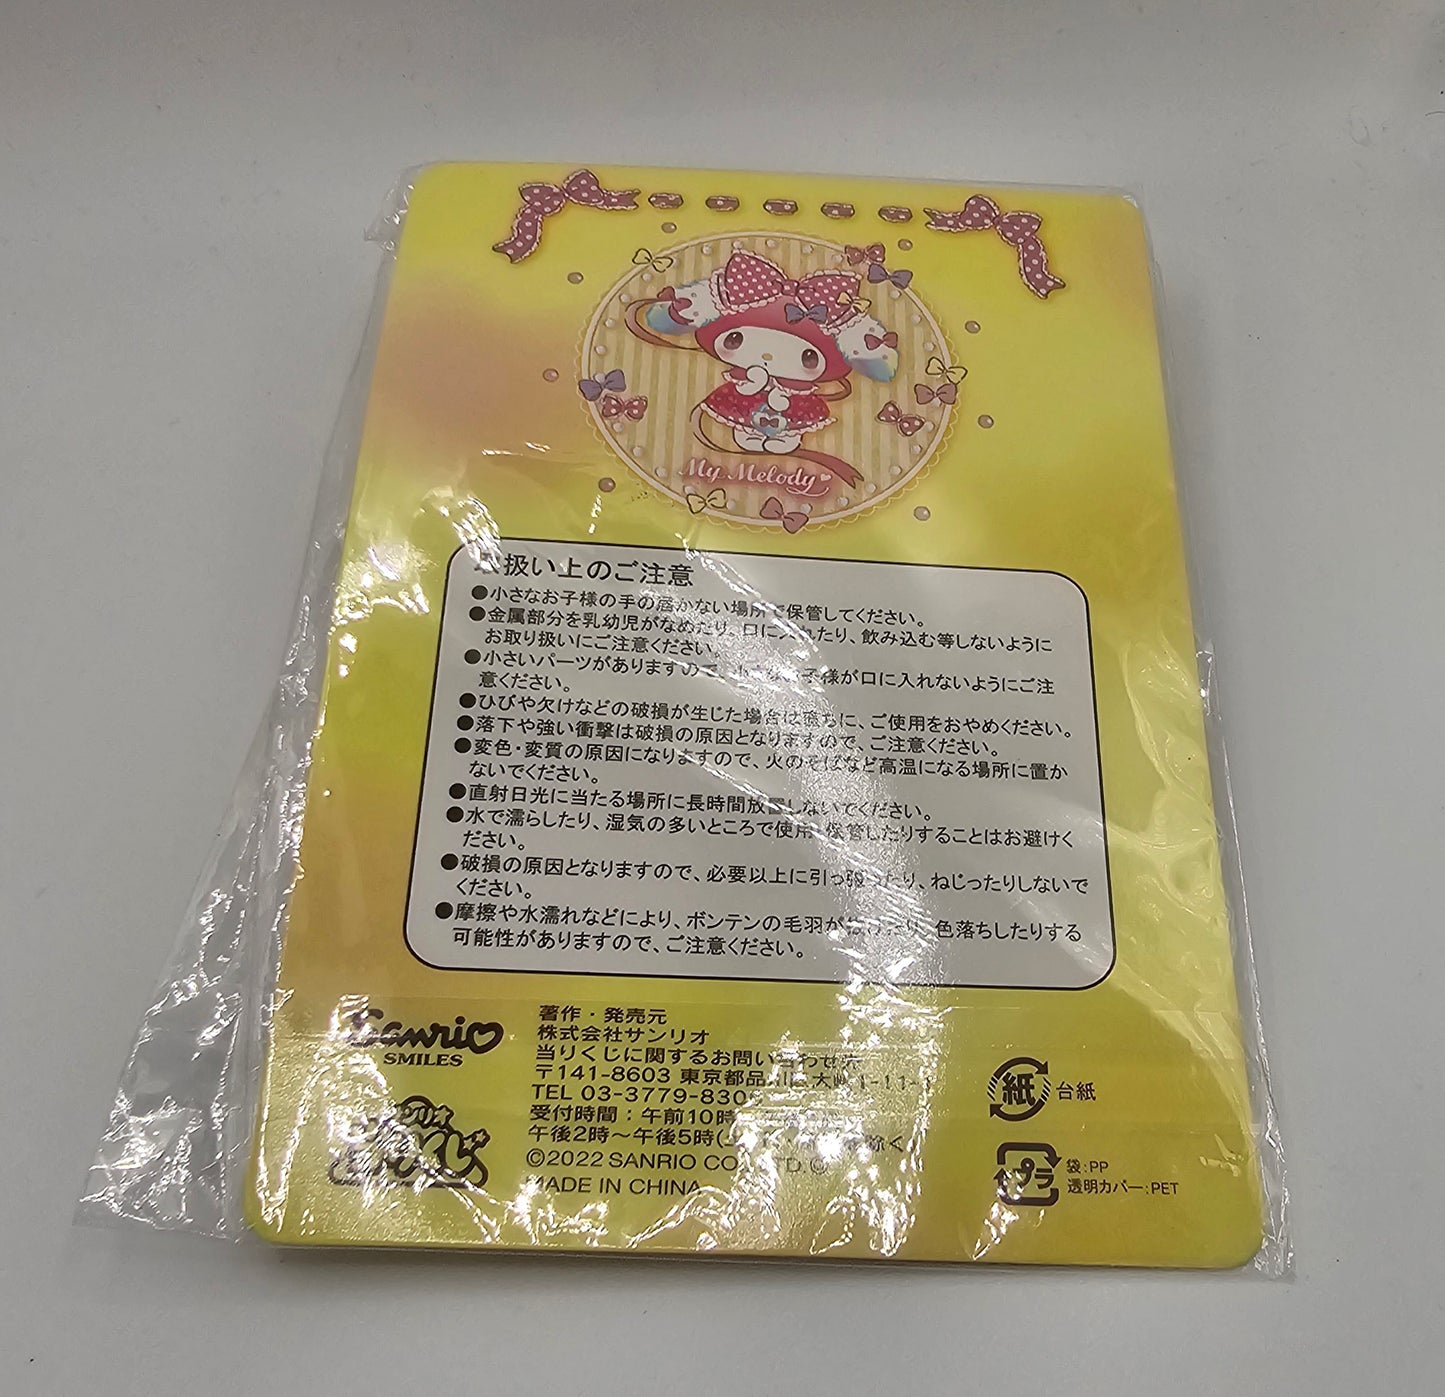 My Melody
扱い上のご注意
●小さなお子様の手の届かない場所で保管してください。
●金属部分を乳幼児がなめたり、口に入れたり、飲み込む等しないように
お取り扱いにご注意ください。
●小さいパーツがありますので、小さなお子様が口に入れないようにご注
意ください。
●ひびや欠けなどの破損が生じた場合は直ちに、ご使用をおやめください。
●落下や強い衝撃は破損の原因となりますので、ご注意ください。
●変色・変質の原因になりますので、火のそばなど高温になる場所に置か
ないでください。
●直射日光に当たる場所に長時間放置しないでください。
●水で濡らしたり、湿気の多いところで使用・保管したりすることはお避けく
ださい。
●破損の原因となりますので、必要以上に引っ張ったり、ねじったりしないで
ください。
●摩擦や水濡れなどにより、ボンテンの毛羽が抜けたり、色落ちしたりする
可能性がありますので、ご注意ください。
Sanrio
SMILES
著作・発売元
株式会社サンリオ
当りくじに関するお問い合わせ
〒141-8603 東京都品川区大崎1-11-1
TEL 03-3779-830
受付時間：午前10時
午後2時～午後5時
除く
©2022 SANRIO CO., LTD.
MADE IN CHINA
紙 台紙
プラ 袋：PP
透明カバー：PET